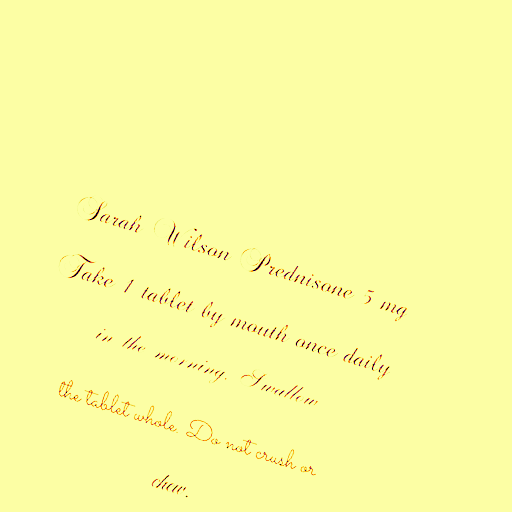 Sarah Wilson Prednisone 5 mg
Take 1 tablet by mouth once daily
in the morning. Swallow
the tablet whole. Do not crush or
chew.